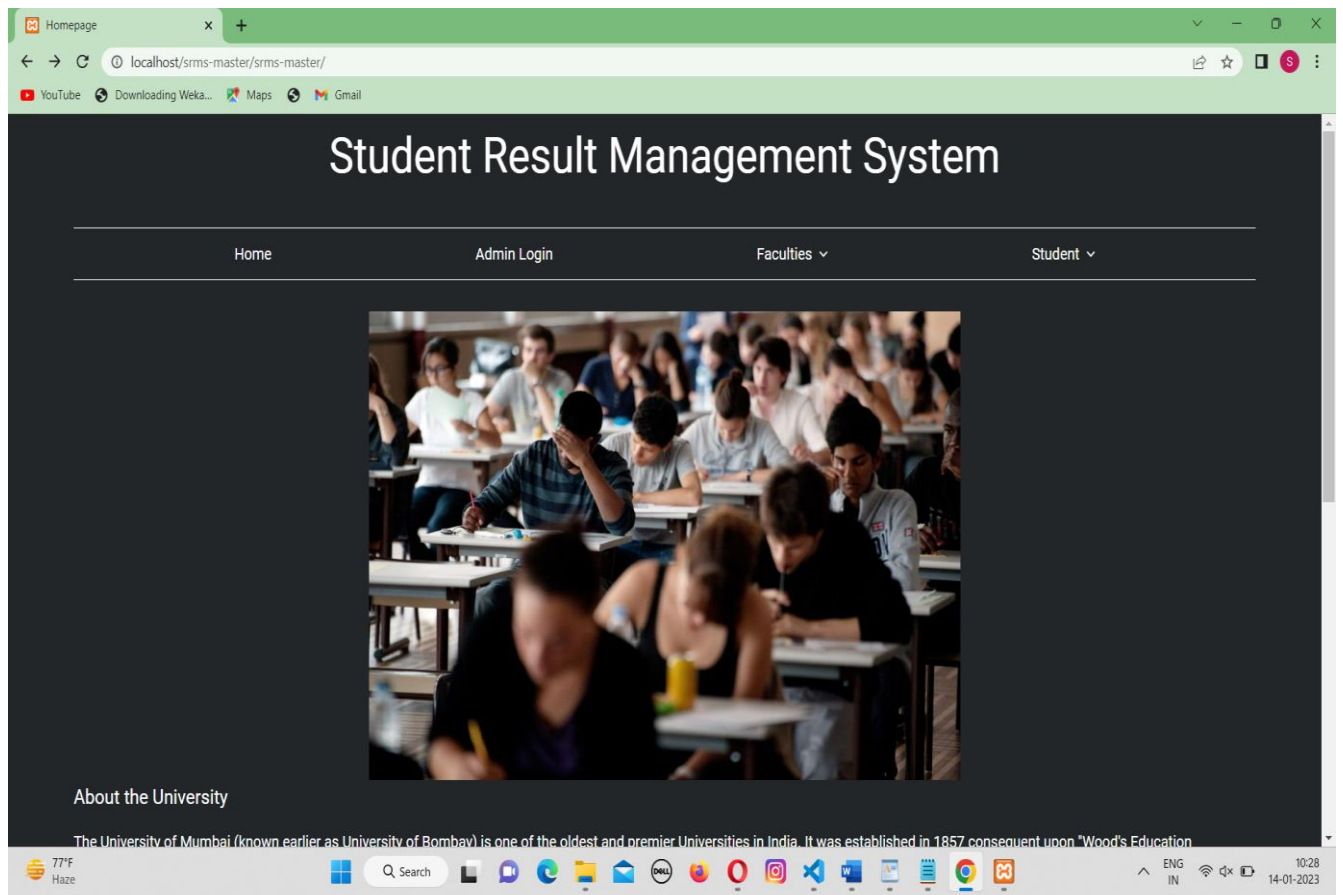 Homepage
localhost/srms-master/srms-master/
YouTube Downloading Weka... Maps Gmail
S
Student Result Management System
Home Admin Login Faculties Student
About the University
The University of Mumbai (known earlier as University of Bombay) is one of the oldest and premier Universities in India. It was established in 1857 consequent upon "Wood's Education
77°F
Haze
Search
DELL
W
ENG
IN
10:28
14-01-2023